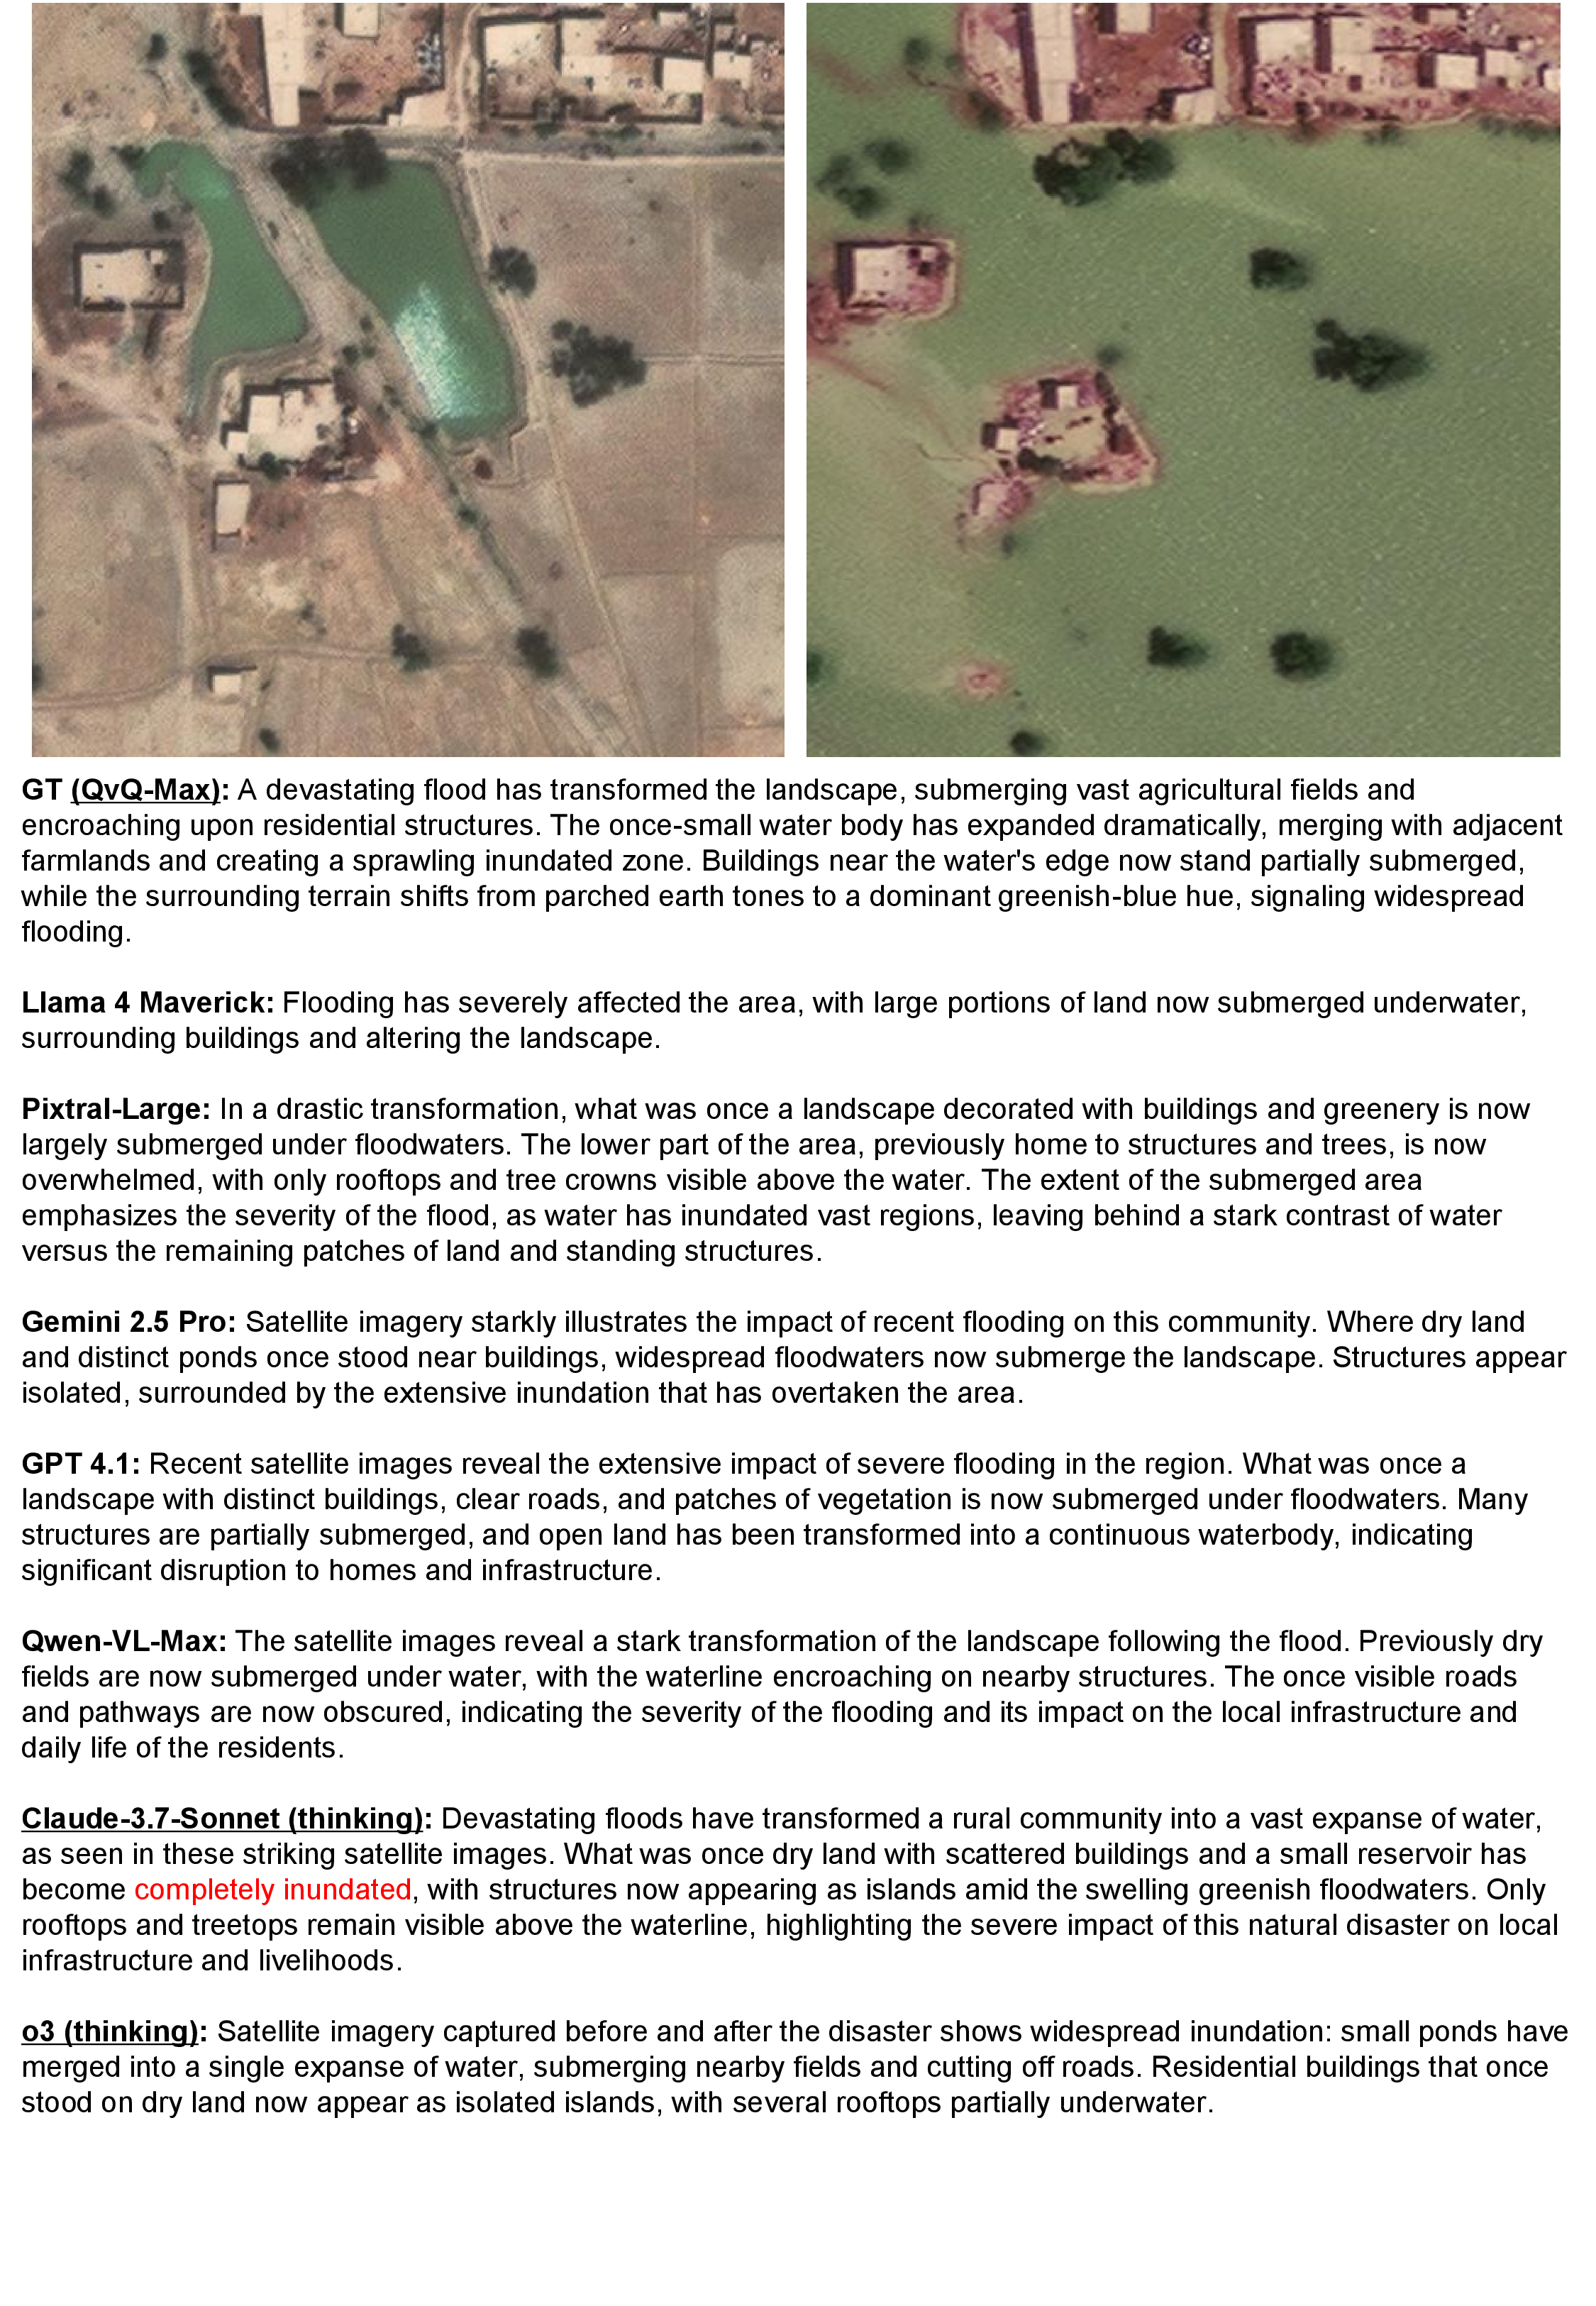 GT (QvQ-Max): A devastating flood has transformed the landscape, submerging vast agricultural fields and
encroaching upon residential structures. The once-small water body has expanded dramatically, merging with adjacent
farmlands and creating a sprawling inundated zone. Buildings near the water's edge now stand partially submerged,
while the surrounding terrain shifts from parched earth tones to a dominant greenish-blue hue, signaling widespread
flooding.
Llama 4 Maverick: Flooding has severely affected the area, with large portions of land now submerged underwater,
surrounding buildings and altering the landscape.
Pixtral-Large: In a drastic transformation, what was once a landscape decorated with buildings and greenery is now
largely submerged under floodwaters. The lower part of the area, previously home to structures and trees, is now
overwhelmed, with only rooftops and tree crowns visible above the water. The extent of the submerged area
emphasizes the severity of the flood, as water has inundated vast regions, leaving behind a stark contrast of water
versus the remaining patches of land and standing structures.
Gemini 2.5 Pro: Satellite imagery starkly illustrates the impact of recent flooding on this community. Where dry land
and distinct ponds once stood near buildings, widespread floodwaters now submerge the landscape. Structures appear
isolated, surrounded by the extensive inundation that has overtaken the area.
GPT 4.1: Recent satellite images reveal the extensive impact of severe flooding in the region. What was once a
landscape with distinct buildings, clear roads, and patches of vegetation is now submerged under floodwaters. Many
structures are partially submerged, and open land has been transformed into a continuous waterbody, indicating
significant disruption to homes and infrastructure.
Qwen-VL-Max: The satellite images reveal a stark transformation of the landscape following the flood. Previously dry
fields are now submerged under water, with the waterline encroaching on nearby structures. The once visible roads
and pathways are now obscured, indicating the severity of the flooding and its impact on the local infrastructure and
daily life of the residents.
Claude-3.7-Sonnet (thinking): Devastating floods have transformed a rural community into a vast expanse of water,
as seen in these striking satellite images. What was once dry land with scattered buildings and a small reservoir has
become completely inundated, with structures now appearing as islands amid the swelling greenish floodwaters. Only
rooftops and treetops remain visible above the waterline, highlighting the severe impact of this natural disaster on local
infrastructure and livelihoods.
o3 (thinking): Satellite imagery captured before and after the disaster shows widespread inundation: small ponds have
merged into a single expanse of water, submerging nearby fields and cutting off roads. Residential buildings that once
stood on dry land now appear as isolated islands, with several rooftops partially underwater.